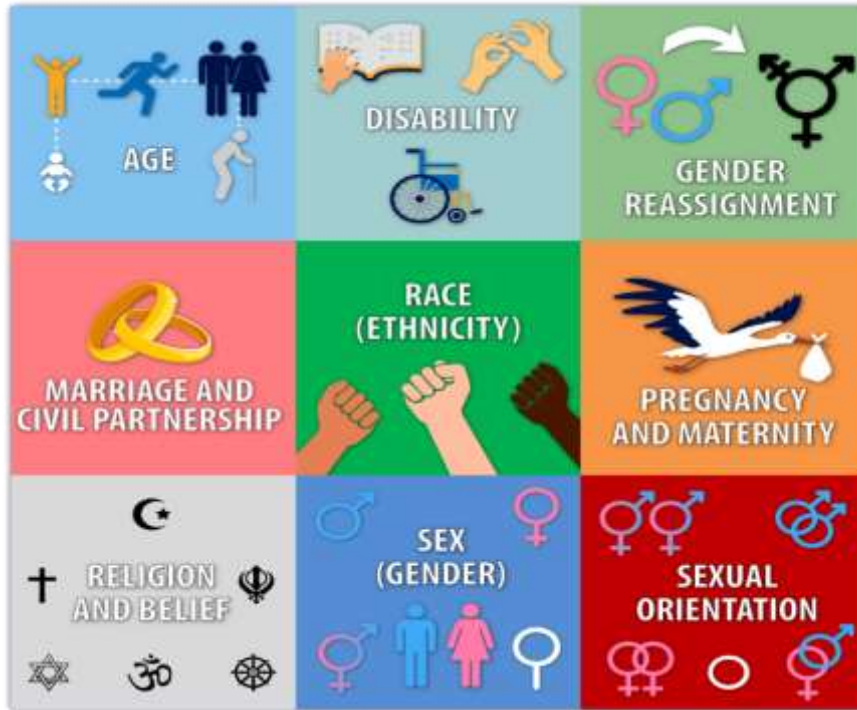 AGE
DISABILITY
GENDER
REASSIGNMENT
MARRIAGE AND
CIVIL PARTNERSHIP
RACE
(ETHNICITY)
PREGNANCY
AND MATERNITY
RELIGION
AND BELIEF
SEX
(GENDER)
SEXUAL
ORIENTATION